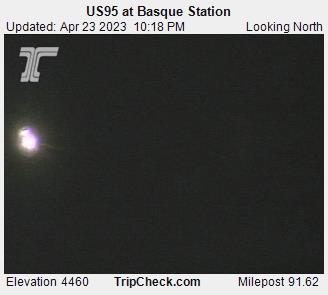 US95 at Basque Station
Updated: Apr 23 2023 10:18 PM Looking North
Elevation 4460 TripCheck.com Milepost 91.62